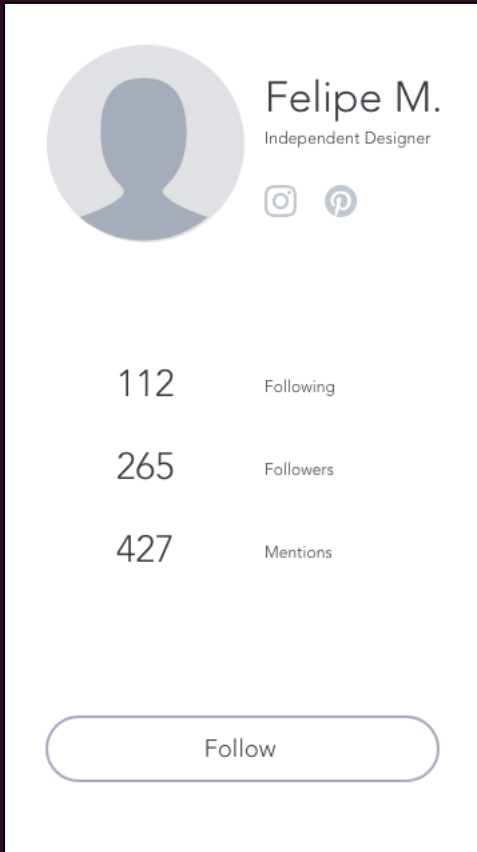 Felipe M.
Independent Designer
112 Following
265 Followers
427 Mentions
Follow